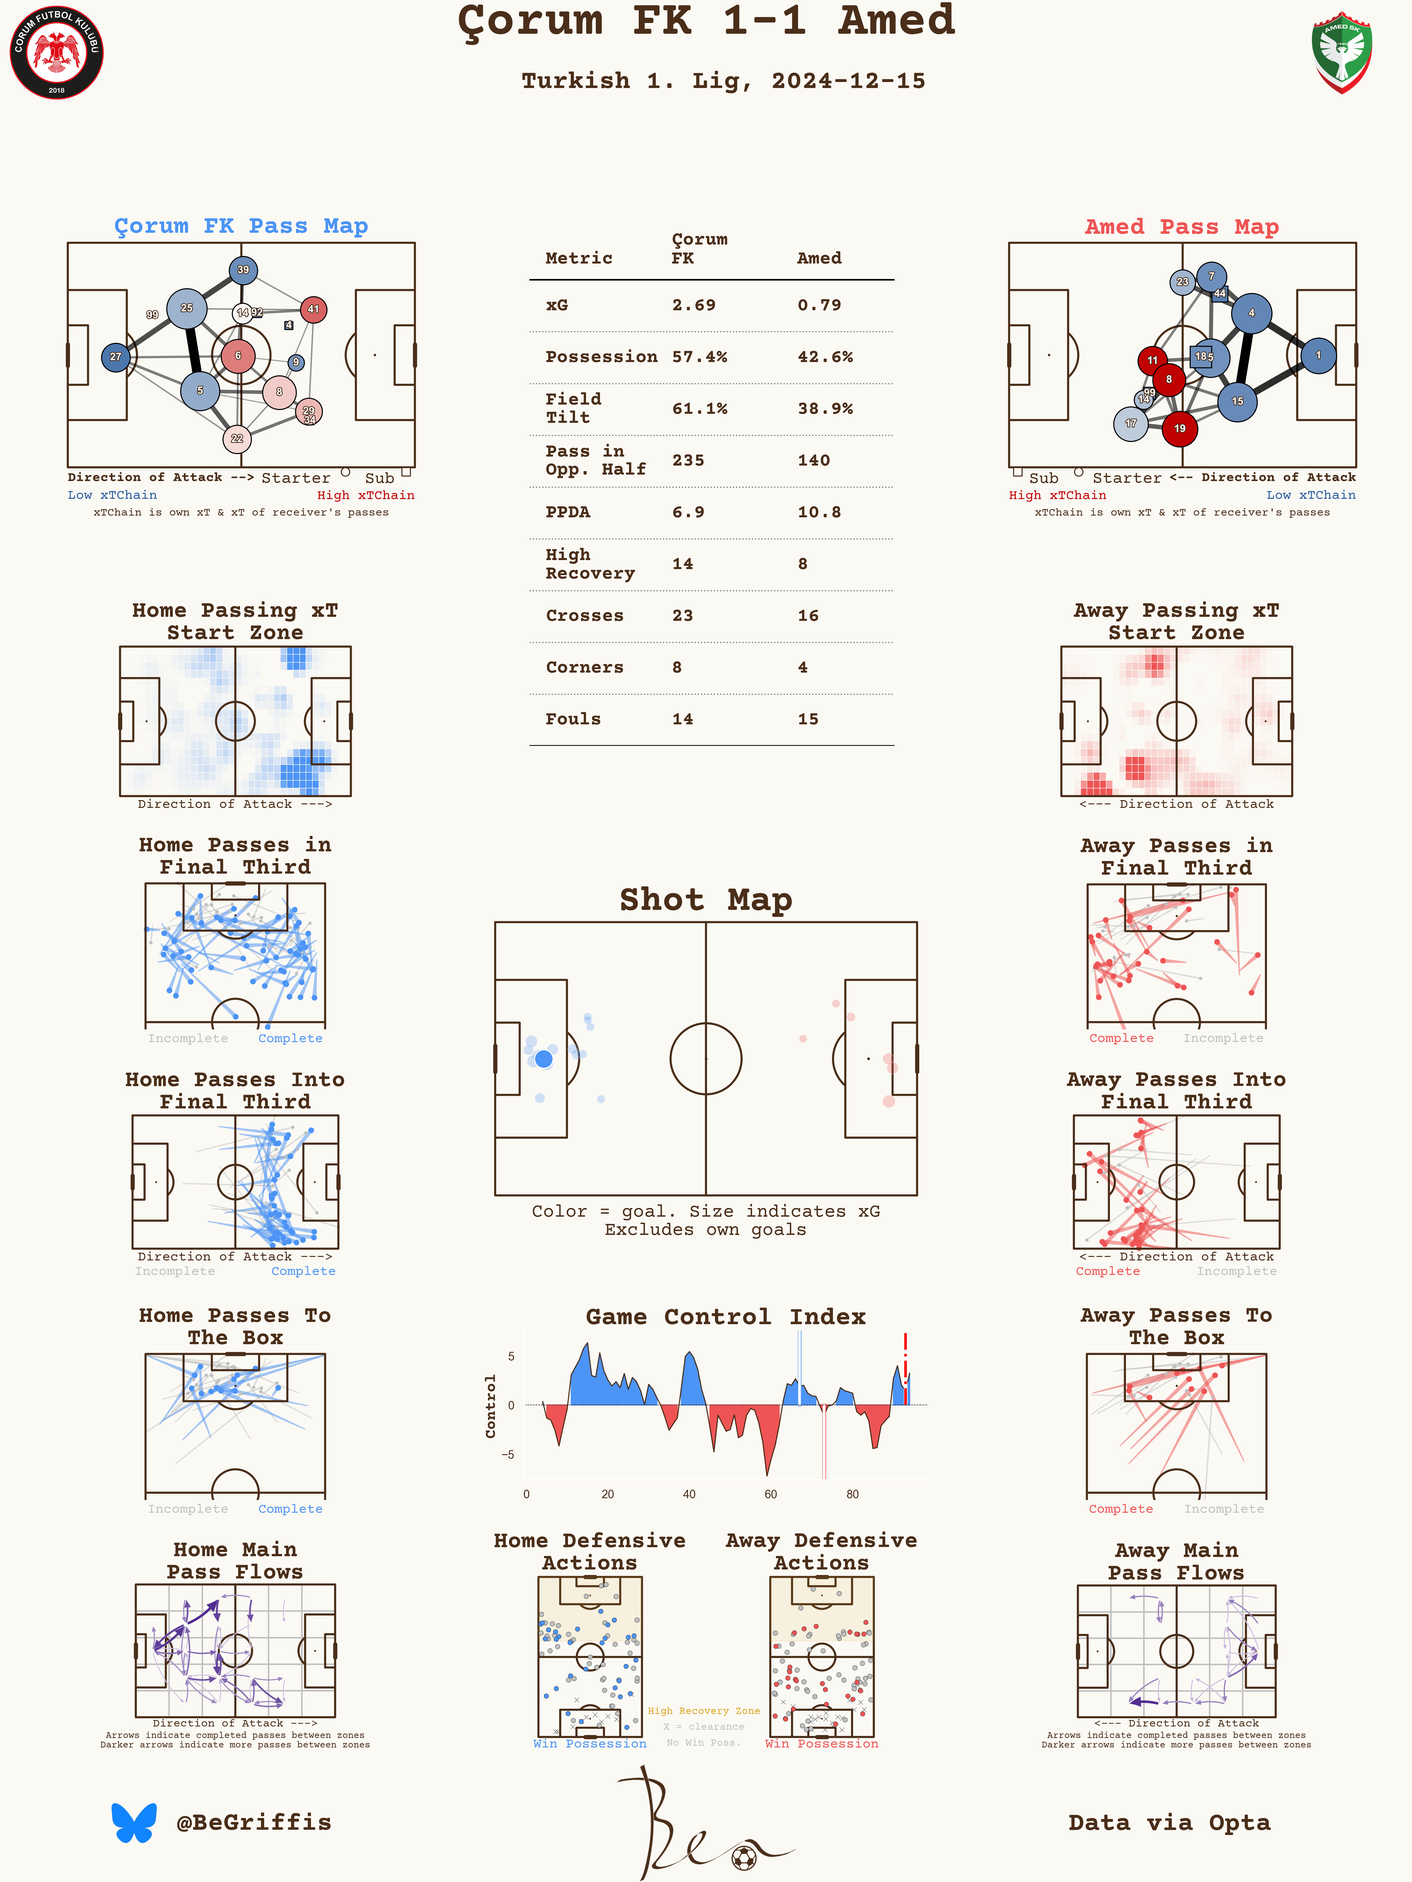 Çorum FK 1-1 Amed
Turkish 1. Lig, 2024-12-15
ÇORUM FUTBOL KULÜBÜ
2018
AMED SK
Çorum FK Pass Map
39
25
14
92
41
99
4
27
6
9
5
8
29
34
22
Direction of Attack --> Starter Sub
Low xTChain High xTChain
xTChain is own xT & xT of receiver's passes
Metric Çorum FK Amed
xG 2.69 0.79
Possession 57.4% 42.6%
Field Tilt 61.1% 38.9%
Pass in Opp. Half 235 140
PPDA 6.9 10.8
High Recovery 14 8
Crosses 23 16
Corners 8 4
Fouls 14 15
Amed Pass Map
23
7
44
4
11
18
5
1
8
99
14
15
17
19
Sub Starter <-- Direction of Attack
High xTChain Low xTChain
xTChain is own xT & xT of receiver's passes
Home Passing xT
Start Zone
Direction of Attack --->
Away Passing xT
Start Zone
<--- Direction of Attack
Home Passes in
Final Third
Incomplete Complete
Away Passes in
Final Third
Complete Incomplete
Shot Map
Color = goal. Size indicates xG
Excludes own goals
Home Passes Into
Final Third
Direction of Attack --->
Incomplete Complete
Away Passes Into
Final Third
<--- Direction of Attack
Complete Incomplete
Home Passes To
The Box
Incomplete Complete
Game Control Index
Control
5
0
−5
0 20 40 60 80
Away Passes To
The Box
Complete Incomplete
Home Main
Pass Flows
Direction of Attack --->
Arrows indicate completed passes between zones
Darker arrows indicate more passes between zones
Home Defensive
Actions
Win Possession
Away Defensive
Actions
Win Possession
High Recovery Zone
X = clearance
No Win Poss.
Away Main
Pass Flows
<--- Direction of Attack
Arrows indicate completed passes between zones
Darker arrows indicate more passes between zones
@BeGriffis
Ben
Data via Opta